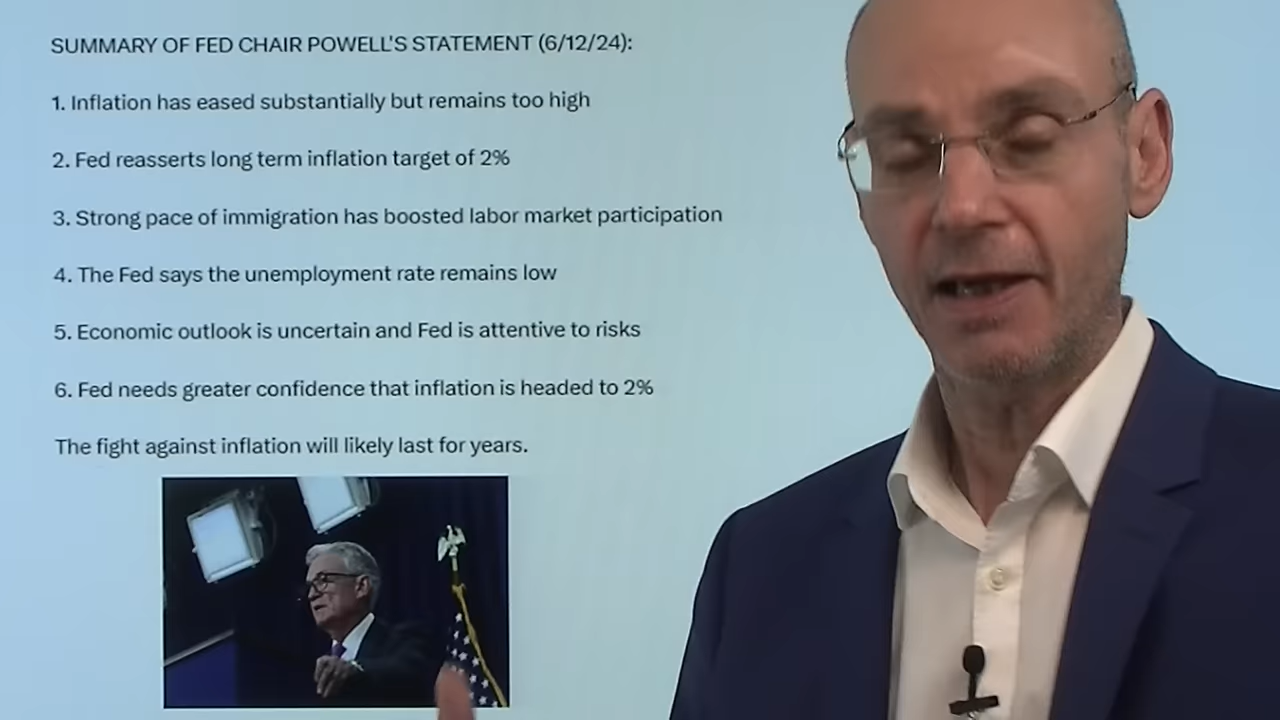 SUMMARY OF FED CHAIR POWELL'S STATEMENT (6/12/24):
1. Inflation has eased substantially but remains too high
2. Fed reasserts long term inflation target of 2%
3. Strong pace of immigration has boosted labor market participation
4. The Fed says the unemployment rate remains low
5. Economic outlook is uncertain and Fed is attentive to risks
6. Fed needs greater confidence that inflation is headed to 2%
The fight against inflation will likely last for years.